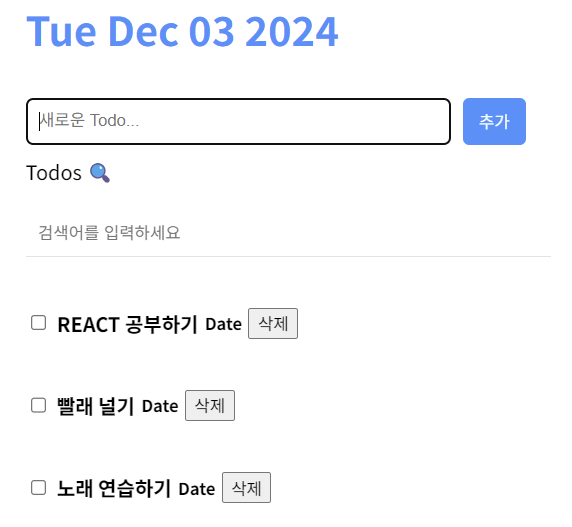 Tue Dec 03 2024
새로운 Todo...
추가
Todos 🔍
검색어를 입력하세요
REACT 공부하기 Date 삭제
빨래 널기 Date 삭제
노래 연습하기 Date 삭제